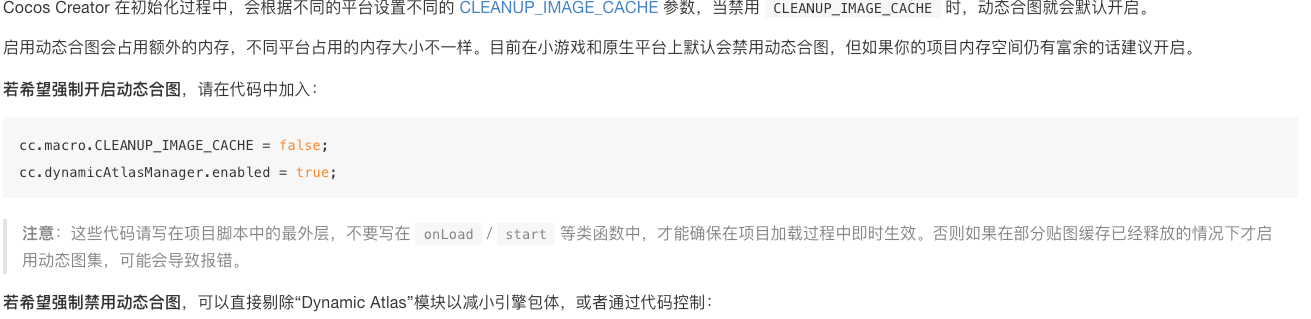 Cocos Creator 在初始化过程中，会根据不同的平台设置不同的 CLEANUP_IMAGE_CACHE 参数，当禁用 CLEANUP_IMAGE_CACHE 时，动态合图就会默认开启。
启用动态合图会占用额外的内存，不同平台占用的内存大小不一样。目前在小游戏和原生平台上默认会禁用动态合图，但如果你的项目内存空间仍有富余的话建议开启。
若希望强制开启动态合图，请在代码中加入：
cc.macro.CLEANUP_IMAGE_CACHE = false;
cc.dynamicAtlasManager.enabled = true;
注意：这些代码请写在项目脚本中的最外层，不要写在 onLoad / start 等类函数中，才能确保在项目加载过程中即时生效。否则如果在部分贴图缓存已经释放的情况下才启
用动态图集，可能会导致报错。
若希望强制禁用动态合图，可以直接剔除“Dynamic Atlas”模块以减小引擎包体，或者通过代码控制：